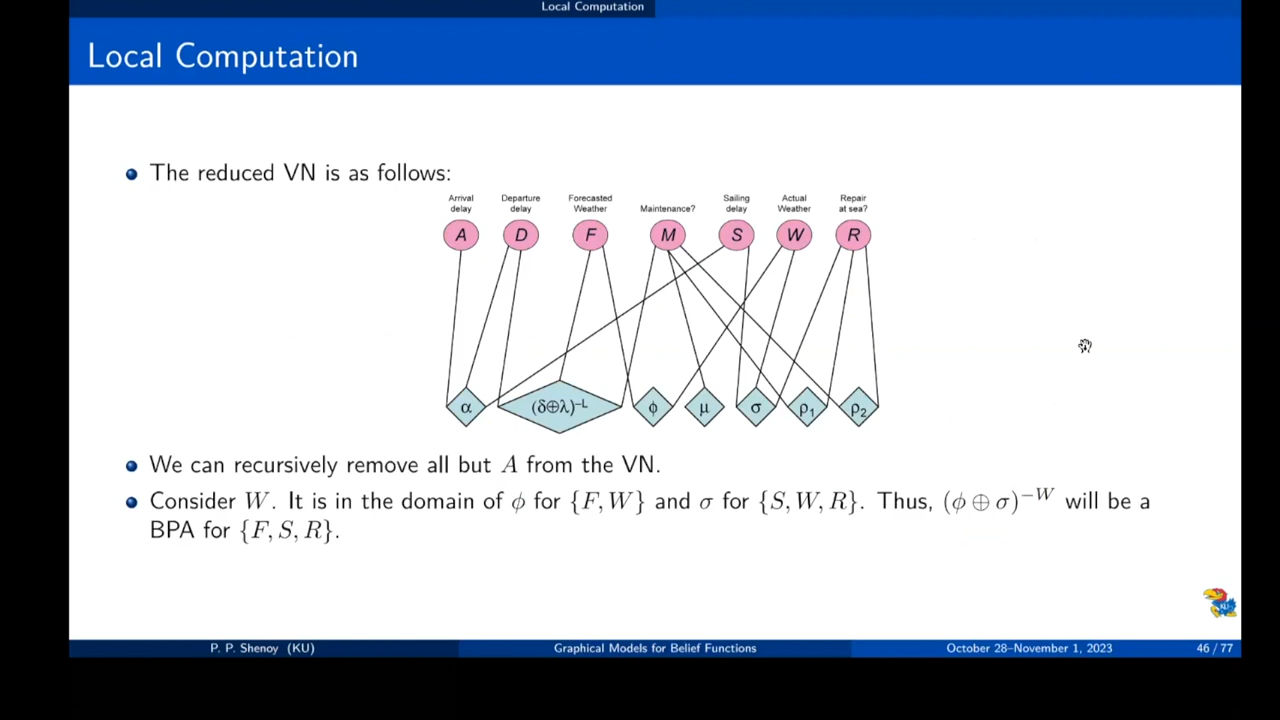 Local Computation
Local Computation
The reduced VN is as follows:
Arrival delay
Departure delay
Forecasted Weather
Maintenance?
Sailing delay
Actual Weather
Repair at sea?
A D F M S W R
α (δ⊕λ)⁻ᴸ ϕ μ σ ρ₁ ρ₂
We can recursively remove all but A from the VN.
Consider W. It is in the domain of ϕ for {F, W} and σ for {S, W, R}. Thus, (ϕ ⊕ σ)⁻ᵂ will be a
BPA for {F, S, R}.
KU
P. P. Shenoy (KU) Graphical Models for Belief Functions October 28–November 1, 2023 46 / 77